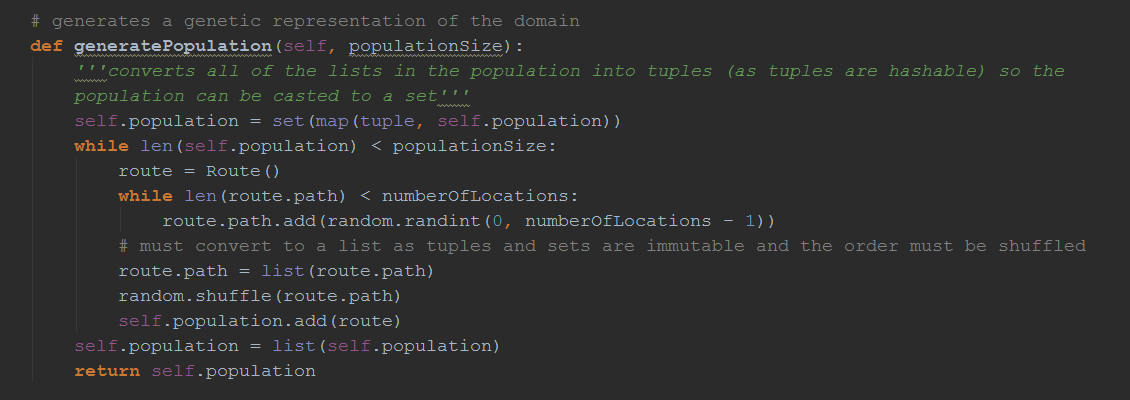 # generates a genetic representation of the domain
def generatePopulation(self, populationSize):
'''converts all of the lists in the population into tuples (as tuples are hashable) so the
population can be casted to a set'''
self.population = set(map(tuple, self.population))
while len(self.population) < populationSize:
route = Route()
while len(route.path) < numberOfLocations:
route.path.add(random.randint(0, numberOfLocations - 1))
# must convert to a list as tuples and sets are immutable and the order must be shuffled
route.path = list(route.path)
random.shuffle(route.path)
self.population.add(route)
self.population = list(self.population)
return self.population